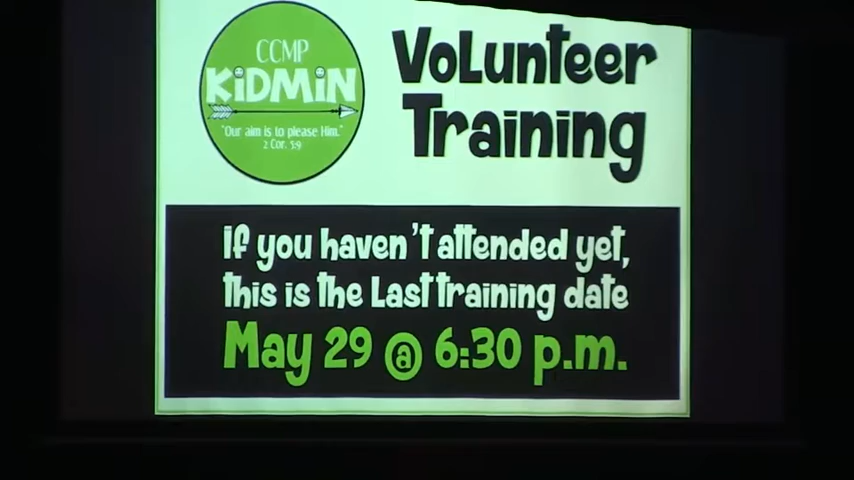 CCMP
KiDMiN
"Our aim is to please Him."
2 Cor. 5:9
Volunteer
Training
if you haven't attended yet,
this is the Last training date
May 29 @ 6:30 p.m.